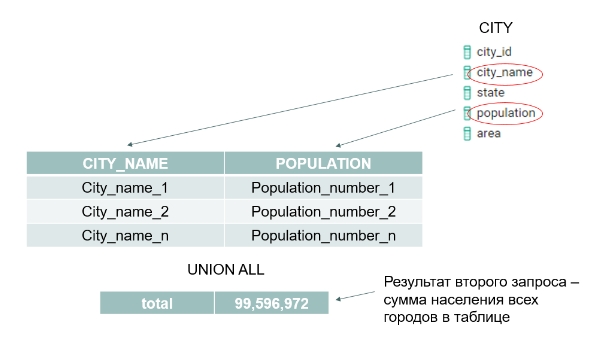 CITY
city_id
city_name
state
population
area
CITY_NAME POPULATION
City_name_1 Population_number_1
City_name_2 Population_number_2
City_name_n Population_number_n
UNION ALL
total 99,596,972
Результат второго запроса –
сумма населения всех
городов в таблице